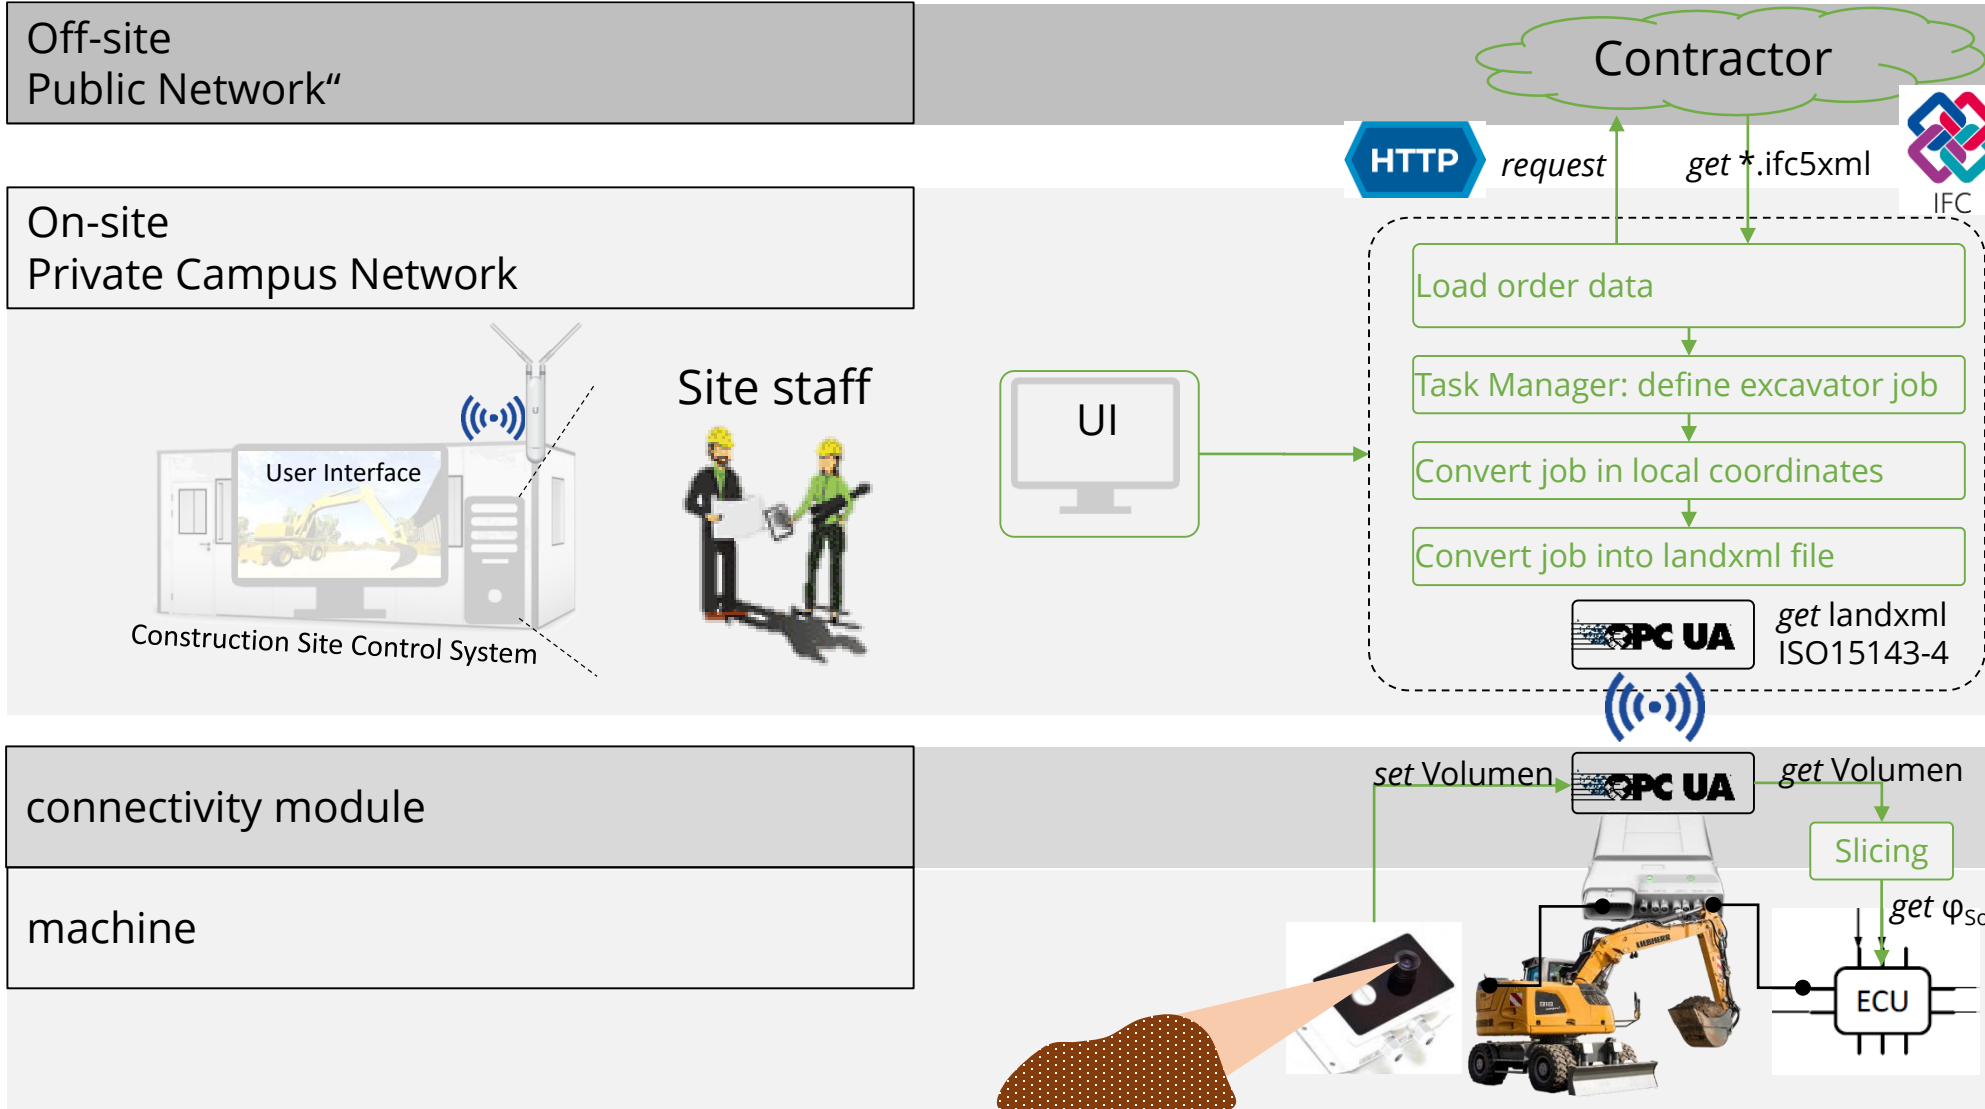 Off-site
Public Network“
Contractor
HTTP
request
get *.ifc5xml
IFC
On-site
Private Campus Network
Load order data
Task Manager: define excavator job
Convert job in local coordinates
Convert job into landxml file
Site staff
UI
User Interface
Construction Site Control System
OPC UA
get landxml
ISO15143-4
connectivity module
set Volumen
OPC UA
get Volumen
Slicing
machine
get φSo
LIEBHERR
ECU